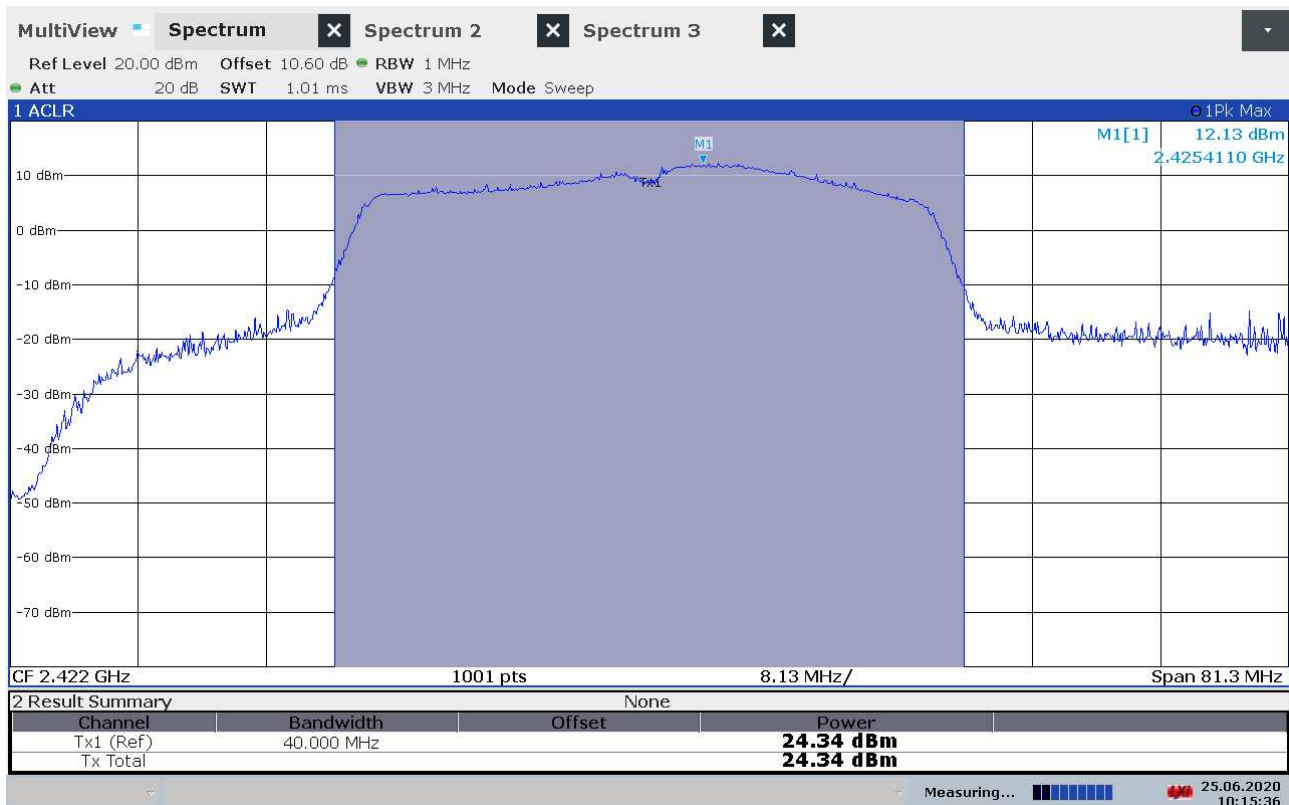 MultiView Spectrum X Spectrum 2 X Spectrum 3 X
Ref Level 20.00 dBm Offset 10.60 dB RBW 1 MHz
Att 20 dB SWT 1.01 ms VBW 3 MHz Mode Sweep
1 ACLR 1Pk Max
M1[1] 12.13 dBm
2.4254110 GHz
M1
10 dBm
Tx1
0 dBm
-10 dBm
-20 dBm
-30 dBm
-40 dBm
-50 dBm
-60 dBm
-70 dBm
CF 2.422 GHz 1001 pts 8.13 MHz/ Span 81.3 MHz
2 Result Summary None
Channel Bandwidth Offset Power
Tx1 (Ref) 40.000 MHz 24.34 dBm
Tx Total 24.34 dBm
Measuring... 25.06.2020
10:15:36